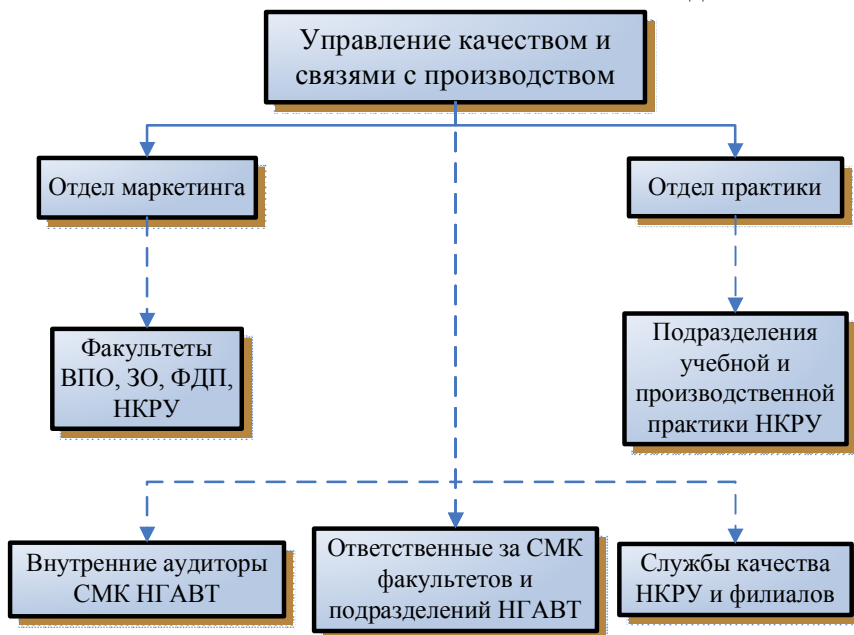 Управление качеством и
связями с производством
Отдел маркетинга
Отдел практики
Факультеты
ВПО, ЗО, ФДП,
НКРУ
Подразделения
учебной и
производственной
практики НКРУ
Внутренние аудиторы
СМК НГАВТ
Ответственные за СМК
факультетов и
подразделений НГАВТ
Службы качества
НКРУ и филиалов